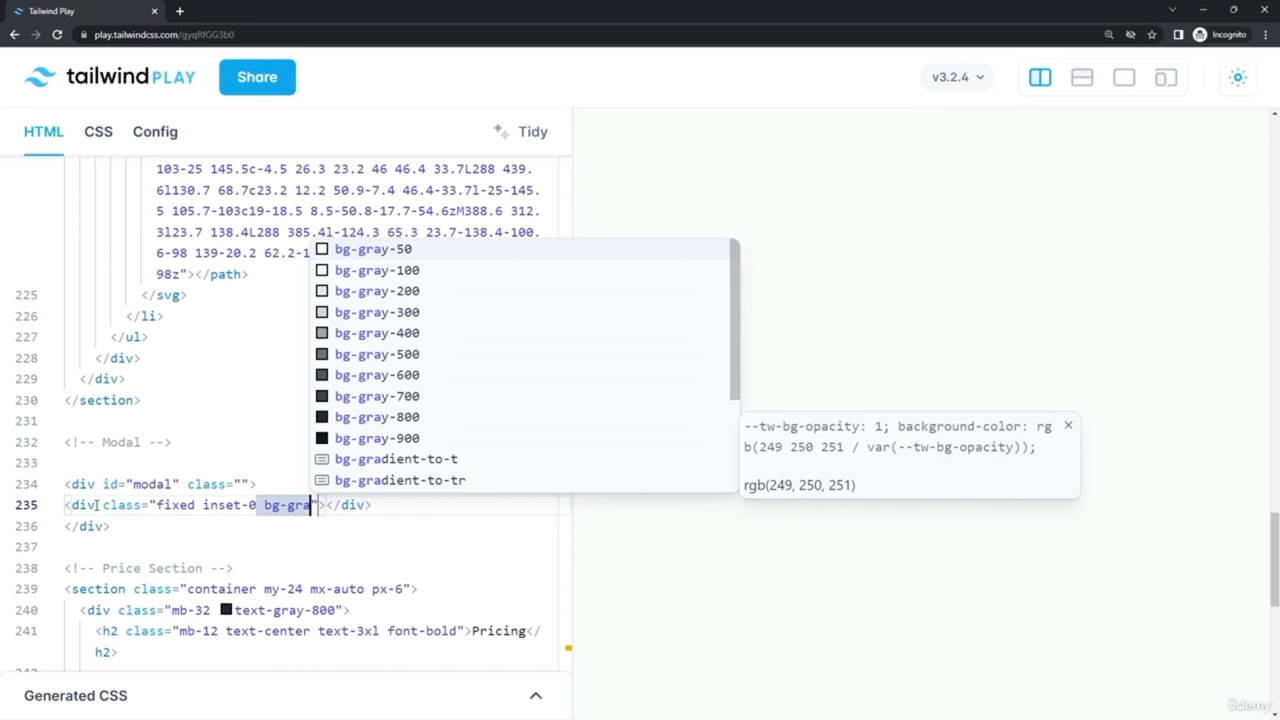 Tailwind Play
play.tailwindcss.com/gyqRfGG3b0
Incognito
tailwind PLAY
Share
v3.2.4
HTML CSS Config
Tidy
103-25 145.5c-4.5 26.3 23.2 46 46.4 33.7L288 439.
6l130.7 68.7c23.2 12.2 50.9-7.4 46.4-33.7l-25-145.
5 105.7-103c19-18.5 8.5-50.8-17.7-54.6zM388.6 312.
3l23.7 138.4L288 385.4l-124.3 65.3 23.7-138.4-100.
6-98 139-20.2 62.2-1
98z"></path>
225 </svg>
226 </li>
227 </ul>
228 </div>
229 </div>
230 </section>
231
232 <!-- Modal -->
233
234 <div id="modal" class="">
235 <div class="fixed inset-0 bg-gra"></div>
236 </div>
237
238 <!-- Price Section -->
239 <section class="container my-24 mx-auto px-6">
240 <div class="mb-32 text-gray-800">
241 <h2 class="mb-12 text-center text-3xl font-bold">Pricing</
h2>
bg-gray-50
bg-gray-100
bg-gray-200
bg-gray-300
bg-gray-400
bg-gray-500
bg-gray-600
bg-gray-700
bg-gray-800
bg-gray-900
bg-gradient-to-t
bg-gradient-to-tr
--tw-bg-opacity: 1; background-color: rg
b(249 250 251 / var(--tw-bg-opacity));
rgb(249, 250, 251)
Generated CSS
ûdemy